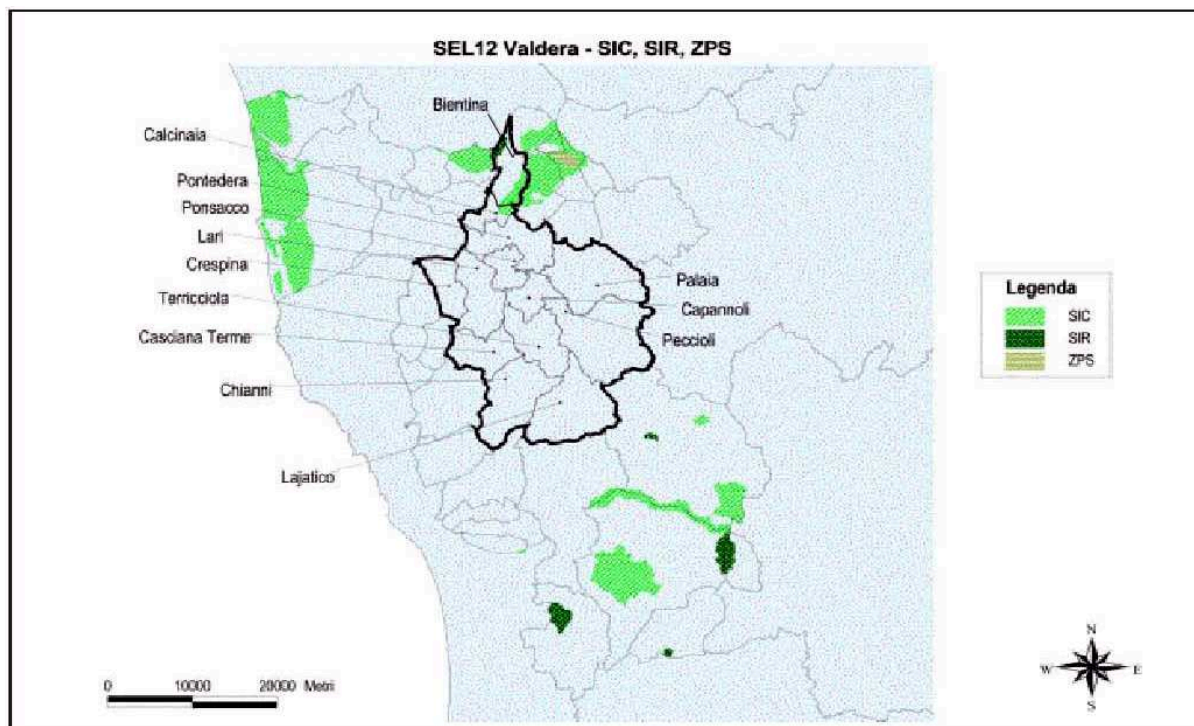 SEL12 Valdera - SIC, SIR, ZPS
Bientina
Calcinaia
Pontedera
Ponsacco
Lari
Crespina
Terricciola
Casciana Terme
Chianni
Lajatico
Palaia
Capannoli
Peccioli
Legenda
SIC
SIR
ZPS
0 10000 20000 Metri
N
W E
S